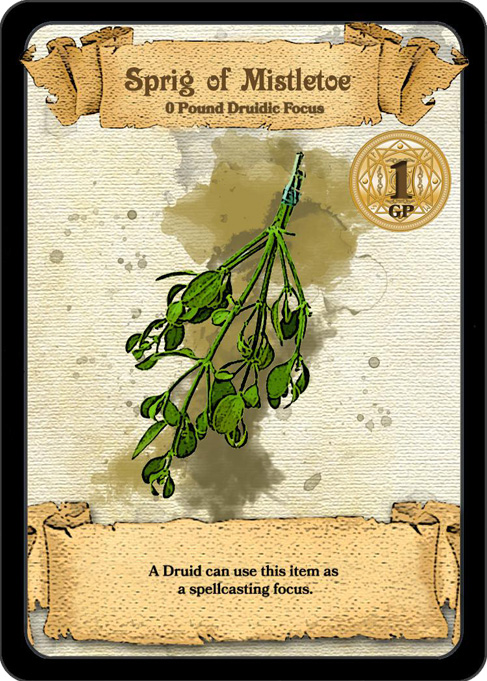 Sprig of Mistletoe
0 Pound Druidic Focus
1
GP
A Druid can use this item as
a spellcasting focus.